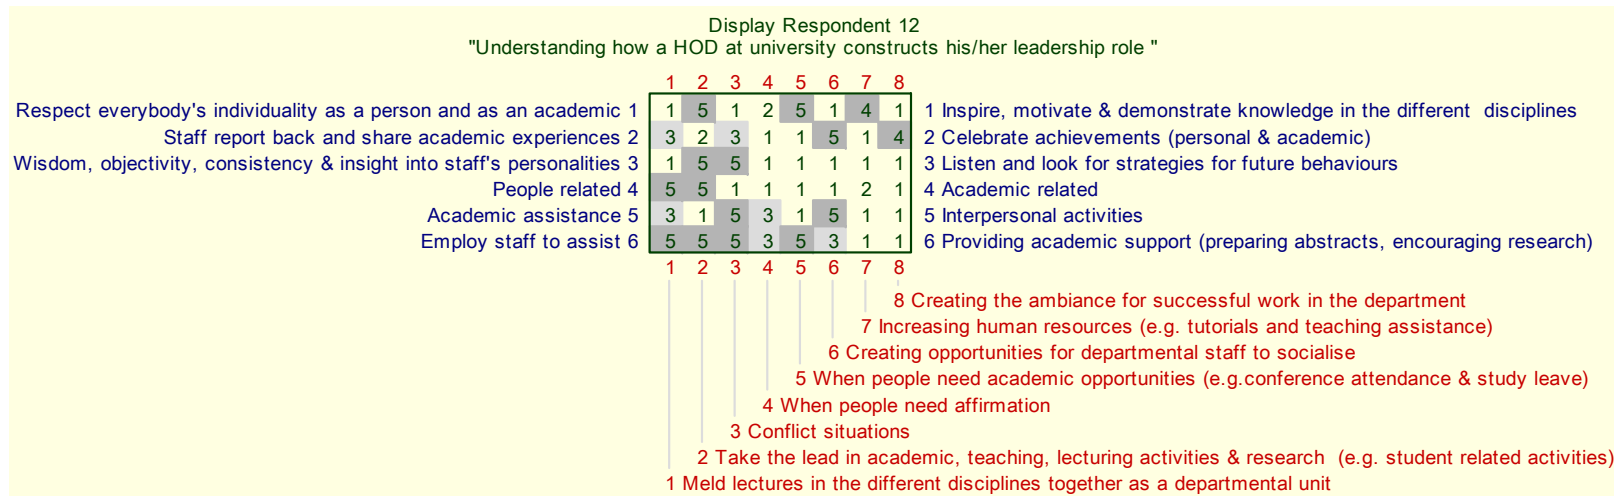 Display Respondent 12
"Understanding how a HOD at university constructs his/her leadership role "
1 2 3 4 5 6 7 8
Respect everybody's individuality as a person and as an academic 1 1 5 1 2 5 1 4 1 1 Inspire, motivate & demonstrate knowledge in the different disciplines
Staff report back and share academic experiences 2 3 2 3 1 1 5 1 4 2 Celebrate achievements (personal & academic)
Wisdom, objectivity, consistency & insight into staff's personalities 3 1 5 5 1 1 1 1 1 3 Listen and look for strategies for future behaviours
People related 4 5 5 1 1 1 1 2 1 4 Academic related
Academic assistance 5 3 1 5 3 1 5 1 1 5 Interpersonal activities
Employ staff to assist 6 5 5 5 3 5 3 1 1 6 Providing academic support (preparing abstracts, encouraging research)
1 2 3 4 5 6 7 8
8 Creating the ambiance for successful work in the department
7 Increasing human resources (e.g. tutorials and teaching assistance)
6 Creating opportunities for departmental staff to socialise
5 When people need academic opportunities (e.g.conference attendance & study leave)
4 When people need affirmation
3 Conflict situations
2 Take the lead in academic, teaching, lecturing activities & research (e.g. student related activities)
1 Meld lectures in the different disciplines together as a departmental unit